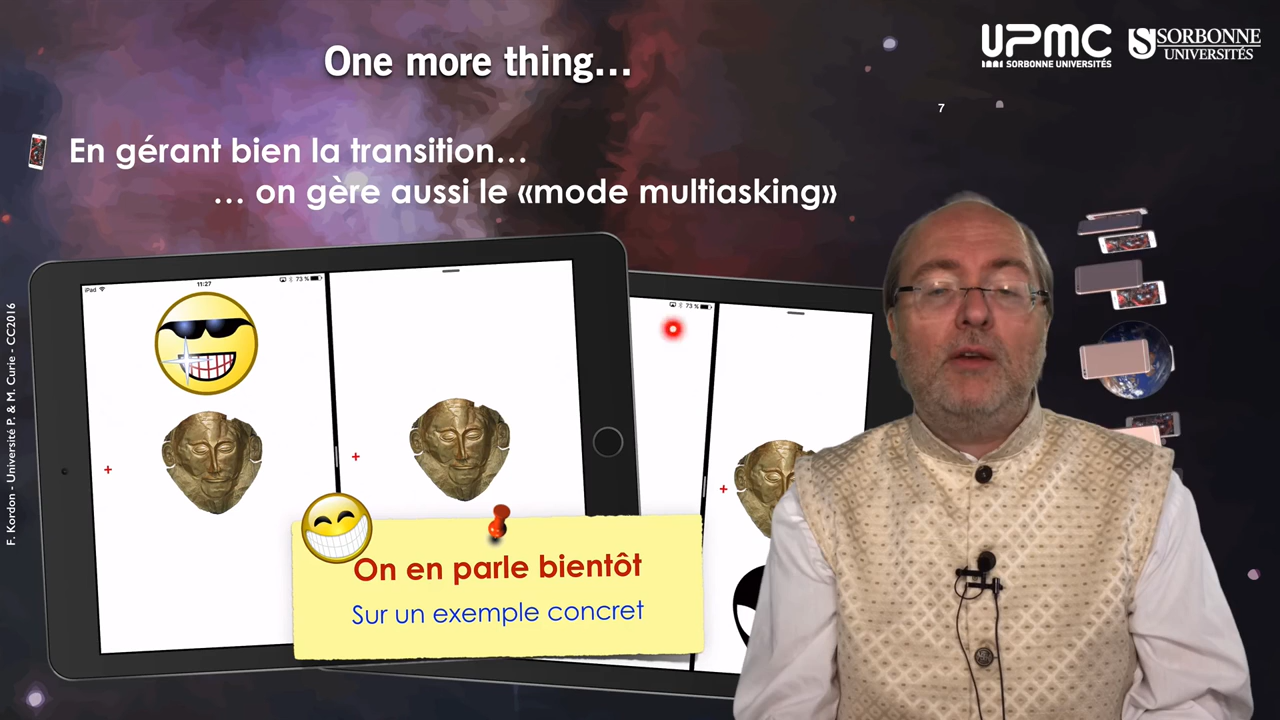 One more thing...
UPMC
SORBONNE UNIVERSITÉS
SORBONNE
UNIVERSITÉS
7
En gérant bien la transition...
... on gère aussi le «mode multiasking»
iPad
11:27
73 %
73 %
+
+
+
On en parle bientôt
Sur un exemple concret
F. Kordon - Université P. & M. Curie - CC2016